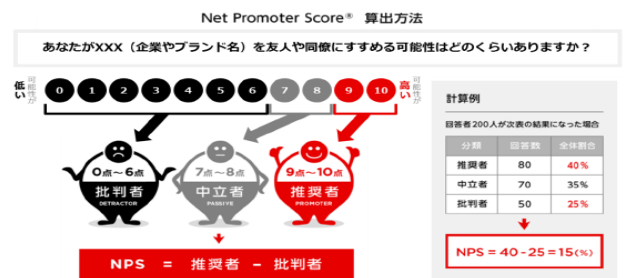 Net Promoter Score® 算出方法
あなたがXXX（企業やブランド名）を友人や同僚にすすめる可能性はどのくらいありますか？
可能性が低い
0 1 2 3 4 5 6 7 8 9 10
可能性が高い
0点～6点
批判者
DETRACTOR
7点～8点
中立者
PASSIVE
9点～10点
推奨者
PROMOTER
NPS = 推奨者 － 批判者
計算例
回答者200人が次表の結果になった場合
分類 回答数 全体割合
推奨者 80 40%
中立者 70 35%
批判者 50 25%
NPS = 40 - 25 = 15(%)